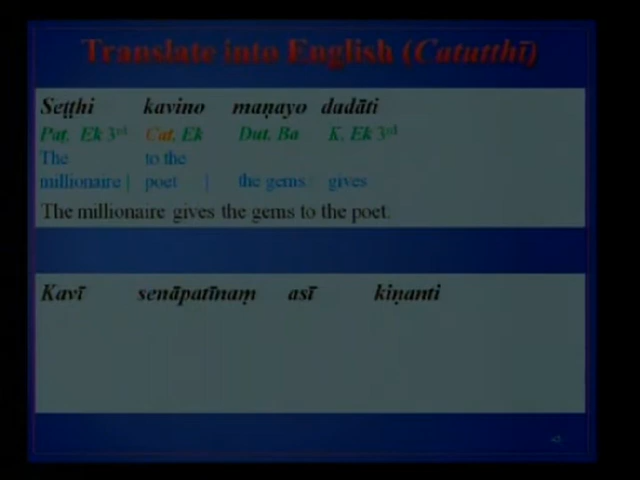 Translate into English (Catutthī)
Seṭṭhi kavino maṇayo dadāti
Pat. Ek 3rd Cat. Ek Dut. Ba K. Ek 3rd
The to the
millionaire | poet | the gems gives
The millionaire gives the gems to the poet.
Kavī senāpatīnaṃ asī kiṇanti